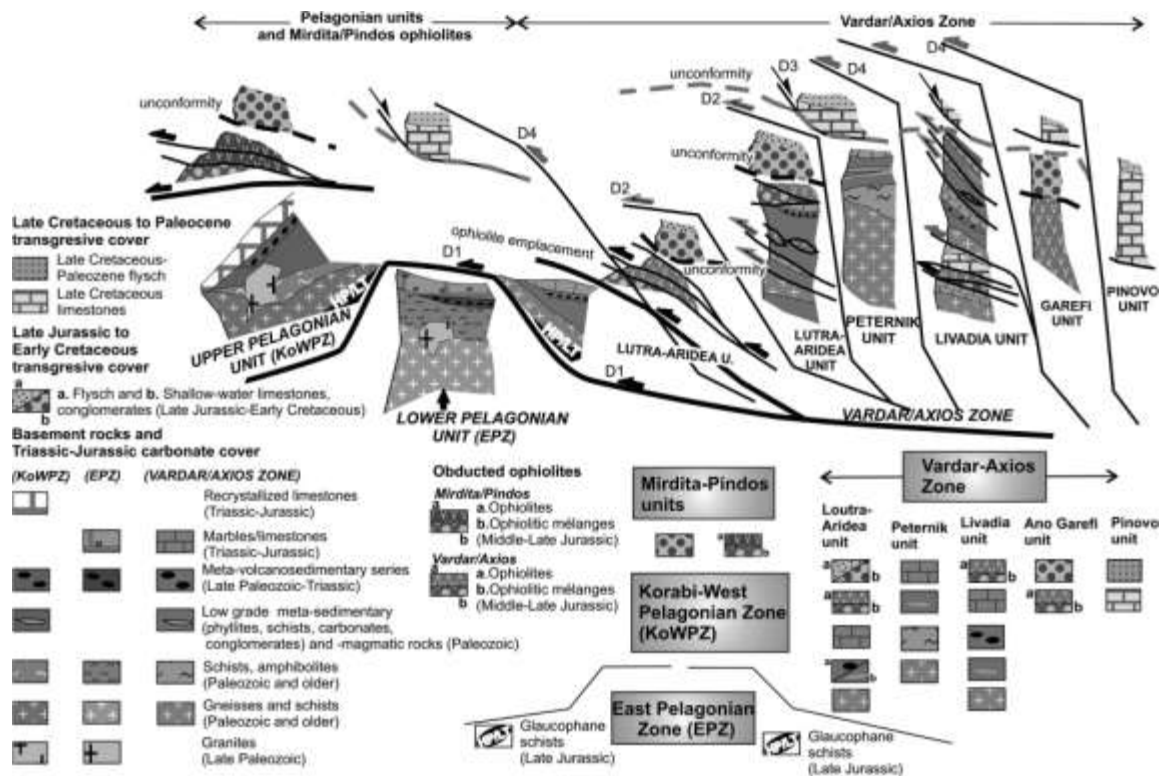 Pelagonian units
and Mirdita/Pindos ophiolites
Vardar/Axios Zone
D4
D4
D3
unconformity
D2
unconformity
D4
unconformity
D2
ophiolite emplacement
unconformity
D1
HP/LT
HP/LT
D1
UPPER PELAGONIAN
UNIT (KoWPZ)
LOWER PELAGONIAN
UNIT (EPZ)
LUTRA-ARIDEA U.
LUTRA-
ARIDEA
UNIT
PETERNIK
UNIT
LIVADIA UNIT
GAREFI
UNIT
PINOVO
UNIT
VARDAR/AXIOS ZONE
Late Cretaceous to Paleocene
transgresive cover
Late Cretaceous-
Paleozene flysch
Late Cretaceous
limestones
Late Jurassic to
Early Cretaceous
transgresive cover
a
b
a. Flysch and b. Shallow-water limestones,
conglomerates (Late Jurassic-Early Cretaceous)
Basement rocks and
Triassic-Jurassic carbonate cover
(KoWPZ) (EPZ) (VARDAR/AXIOS ZONE)
Recrystallized limestones
(Triassic-Jurassic)
Marbles/limestones
(Triassic-Jurassic)
Meta-volcanosedimentary series
(Late Paleozoic-Triassic)
Low grade meta-sedimentary
(phyllites, schists, carbonates,
conglomerates) and -magmatic rocks (Paleozoic)
Schists, amphibolites
(Paleozoic and older)
Gneisses and schists
(Paleozoic and older)
Granites
(Late Paleozoic)
Obducted ophiolites
Mirdita/Pindos
a
b
a.Ophiolites
b.Ophiolitic mélanges
(Middle-Late Jurassic)
Vardar/Axios
a
b
a.Ophiolites
b.Ophiolitic mélanges
(Middle-Late Jurassic)
Mirdita-Pindos
units
a
b
Korabi-West
Pelagonian Zone
(KoWPZ)
East Pelagonian
Zone (EPZ)
Glaucophane
schists
(Late Jurassic)
Glaucophane
schists
(Late Jurassic)
Vardar-Axios
Zone
Loutra-
Aridea
unit
Peternik
unit
Livadia
unit
Ano Garefi
unit
Pinovo
unit
a
b
a
b
a
b
a
b
a
b